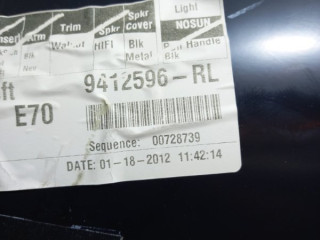 Light
Insert Arm Trim Spkr Spkr Cover NOSUN
Walnut HIFI Blk Metal Blk Handle
Blk
ft
9412596-RL
E70
Sequence: 00728739
DATE: 01-18-2012 11:42:14